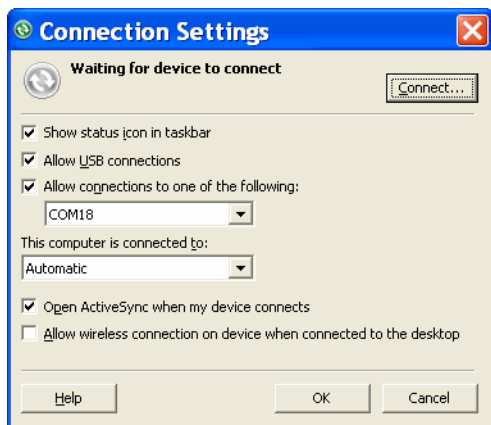 Connection Settings
Waiting for device to connect
Connect...
Show status icon in taskbar
Allow USB connections
Allow connections to one of the following:
COM18
This computer is connected to:
Automatic
Open ActiveSync when my device connects
Allow wireless connection on device when connected to the desktop
Help OK Cancel